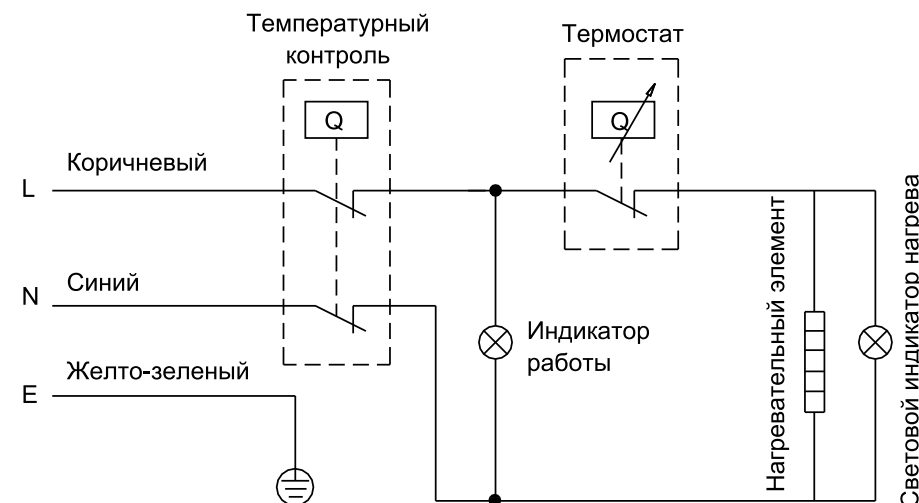 Температурный
контроль
Термостат
Q
Q
L
Коричневый
N
Синий
Индикатор
работы
E
Желто-зеленый
Нагревательный элемент
Световой индикатор нагрева